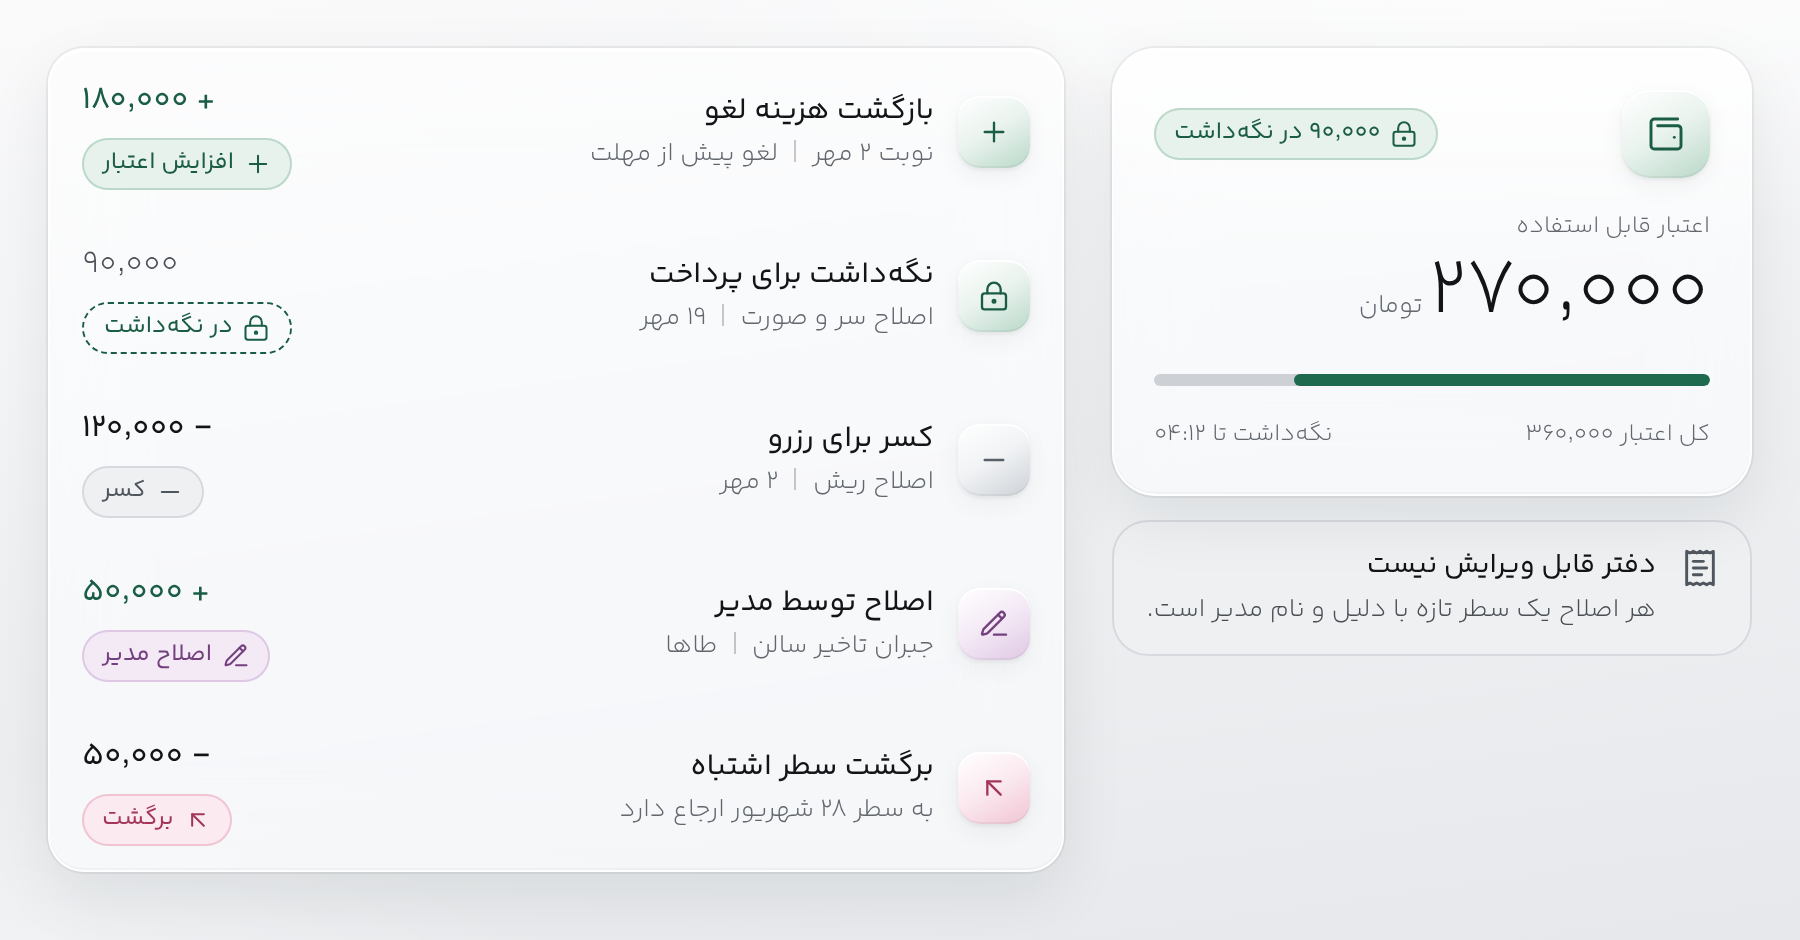 ۹۰,۰۰۰ در نگه‌داشت
اعتبار قابل استفاده
۲۷۰,۰۰۰ تومان
کل اعتبار ۳۶۰,۰۰۰
نگه‌داشت تا ۰۴:۱۲
دفتر قابل ویرایش نیست
هر اصلاح یک سطر تازه با دلیل و نام مدیر است.
بازگشت هزینه لغو
نوبت ۲ مهر | لغو پیش از مهلت
+ ۱۸۰,۰۰۰
افزایش اعتبار
نگه‌داشت برای پرداخت
اصلاح سر و صورت | ۱۹ مهر
۹۰,۰۰۰
در نگه‌داشت
کسر برای رزرو
اصلاح ریش | ۲ مهر
− ۱۲۰,۰۰۰
کسر
اصلاح توسط مدیر
جبران تاخیر سالن | طاها
+ ۵۰,۰۰۰
اصلاح مدیر
برگشت سطر اشتباه
به سطر ۲۸ شهریور ارجاع دارد
− ۵۰,۰۰۰
برگشت